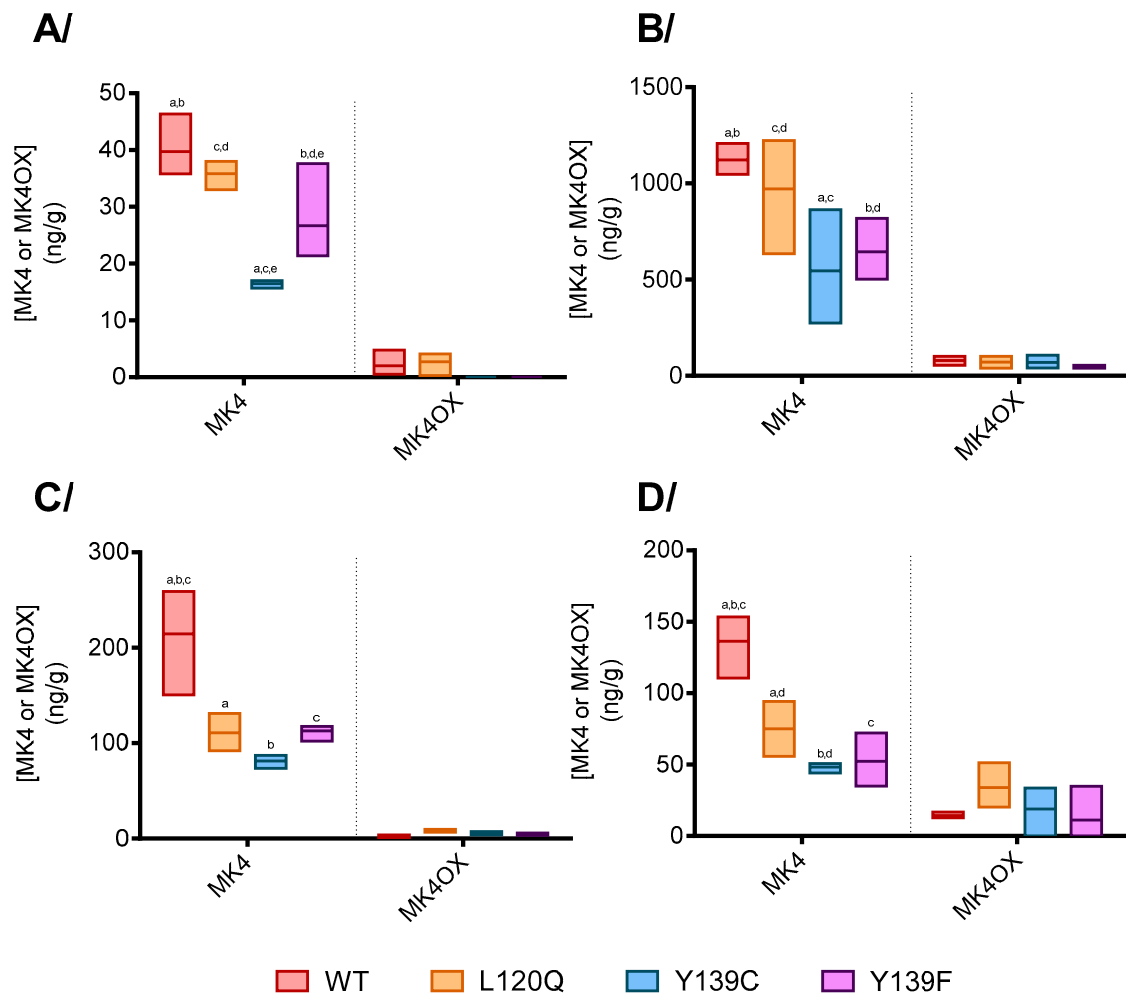 A/
[MK4 or MK4OX]
(ng/g)
50
40
30
20
10
0
a,b
c,d
a,c,e
b,d,e
MK4
MK4OX
B/
[MK4 or MK4OX]
(ng/g)
1500
1000
500
0
a,b
c,d
a,c
b,d
MK4
MK4OX
C/
[MK4 or MK4OX]
(ng/g)
300
200
100
0
a,b,c
a
b
c
MK4
MK4OX
D/
[MK4 or MK4OX]
(ng/g)
200
150
100
50
0
a,b,c
a,d
b,d
c
MK4
MK4OX
WT L120Q Y139C Y139F